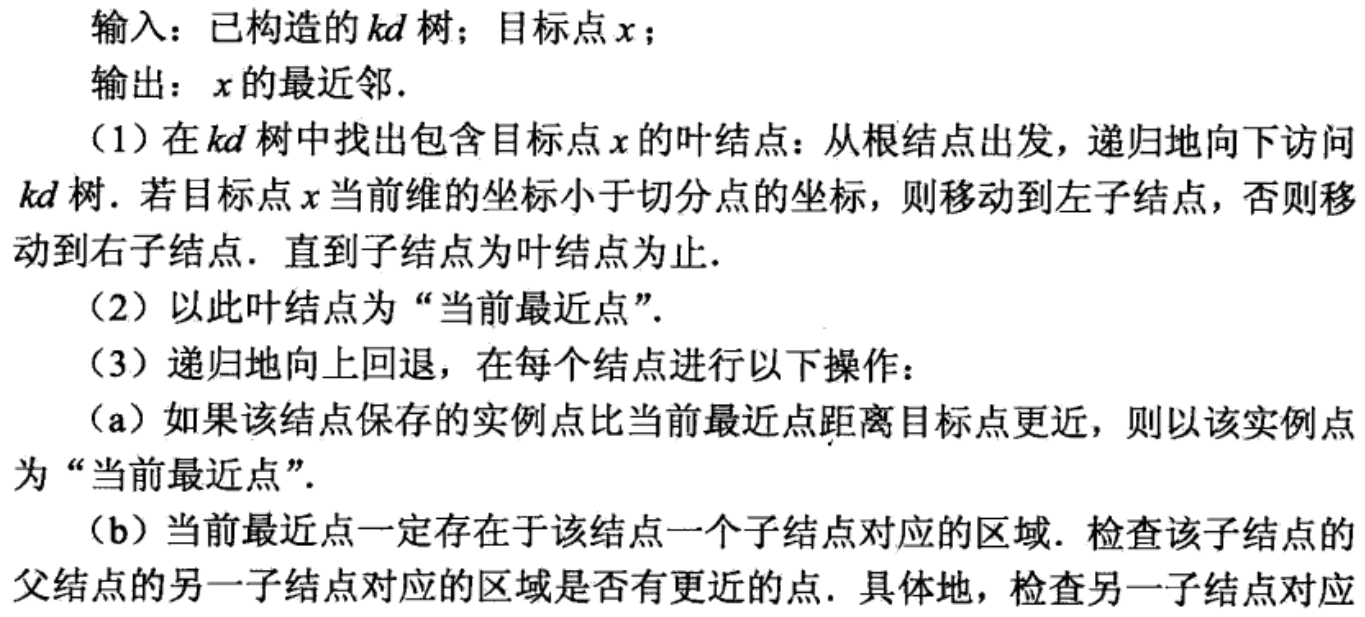 输入：已构造的 kd 树；目标点 x；
输出：x 的最近邻．
（1）在 kd 树中找出包含目标点 x 的叶结点：从根结点出发，递归地向下访问
kd 树．若目标点 x 当前维的坐标小于切分点的坐标，则移动到左子结点，否则移
动到右子结点．直到子结点为叶结点为止．
（2）以此叶结点为“当前最近点”．
（3）递归地向上回退，在每个结点进行以下操作：
（a）如果该结点保存的实例点比当前最近点距离目标点更近，则以该实例点
为“当前最近点”．
（b）当前最近点一定存在于该结点一个子结点对应的区域．检查该子结点的
父结点的另一子结点对应的区域是否有更近的点．具体地，检查另一子结点对应